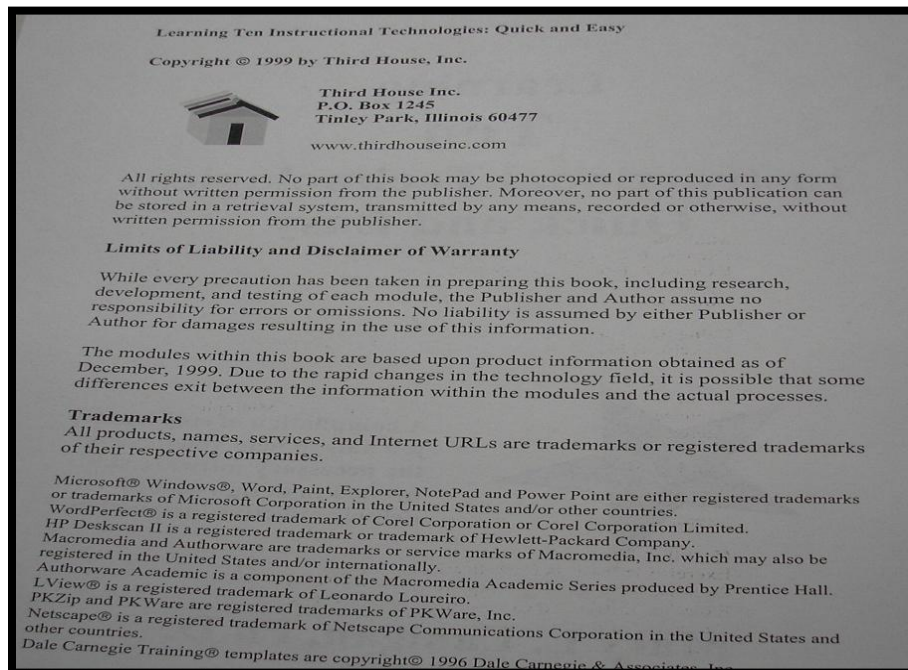 Learning Ten Instructional Technologies: Quick and Easy
Copyright © 1999 by Third House, Inc.
Third House Inc.
P.O. Box 1245
Tinley Park, Illinois 60477
www.thirdhouseinc.com
All rights reserved. No part of this book may be photocopied or reproduced in any form
without written permission from the publisher. Moreover, no part of this publication can
be stored in a retrieval system, transmitted by any means, recorded or otherwise, without
written permission from the publisher.
Limits of Liability and Disclaimer of Warranty
While every precaution has been taken in preparing this book, including research,
development, and testing of each module, the Publisher and Author assume no
responsibility for errors or omissions. No liability is assumed by either Publisher or
Author for damages resulting in the use of this information.
The modules within this book are based upon product information obtained as of
December, 1999. Due to the rapid changes in the technology field, it is possible that some
differences exit between the information within the modules and the actual processes.
Trademarks
All products, names, services, and Internet URLs are trademarks or registered trademarks
of their respective companies.
Microsoft® Windows®, Word, Paint, Explorer, NotePad and Power Point are either registered trademarks
or trademarks of Microsoft Corporation in the United States and/or other countries.
WordPerfect® is a registered trademark of Corel Corporation or Corel Corporation Limited.
HP Deskscan II is a registered trademark or trademark of Hewlett-Packard Company.
Macromedia and Authorware are trademarks or service marks of Macromedia, Inc. which may also be
registered in the United States and/or internationally.
Authorware Academic is a component of the Macromedia Academic Series produced by Prentice Hall.
LView® is a registered trademark of Leonardo Loureiro.
PKZip and PKWare are registered trademarks of PKWare, Inc.
Netscape® is a registered trademark of Netscape Communications Corporation in the United States and
other countries.
Dale Carnegie Training® templates are copyright© 1996 Dale Carnegie & Associates, Inc.